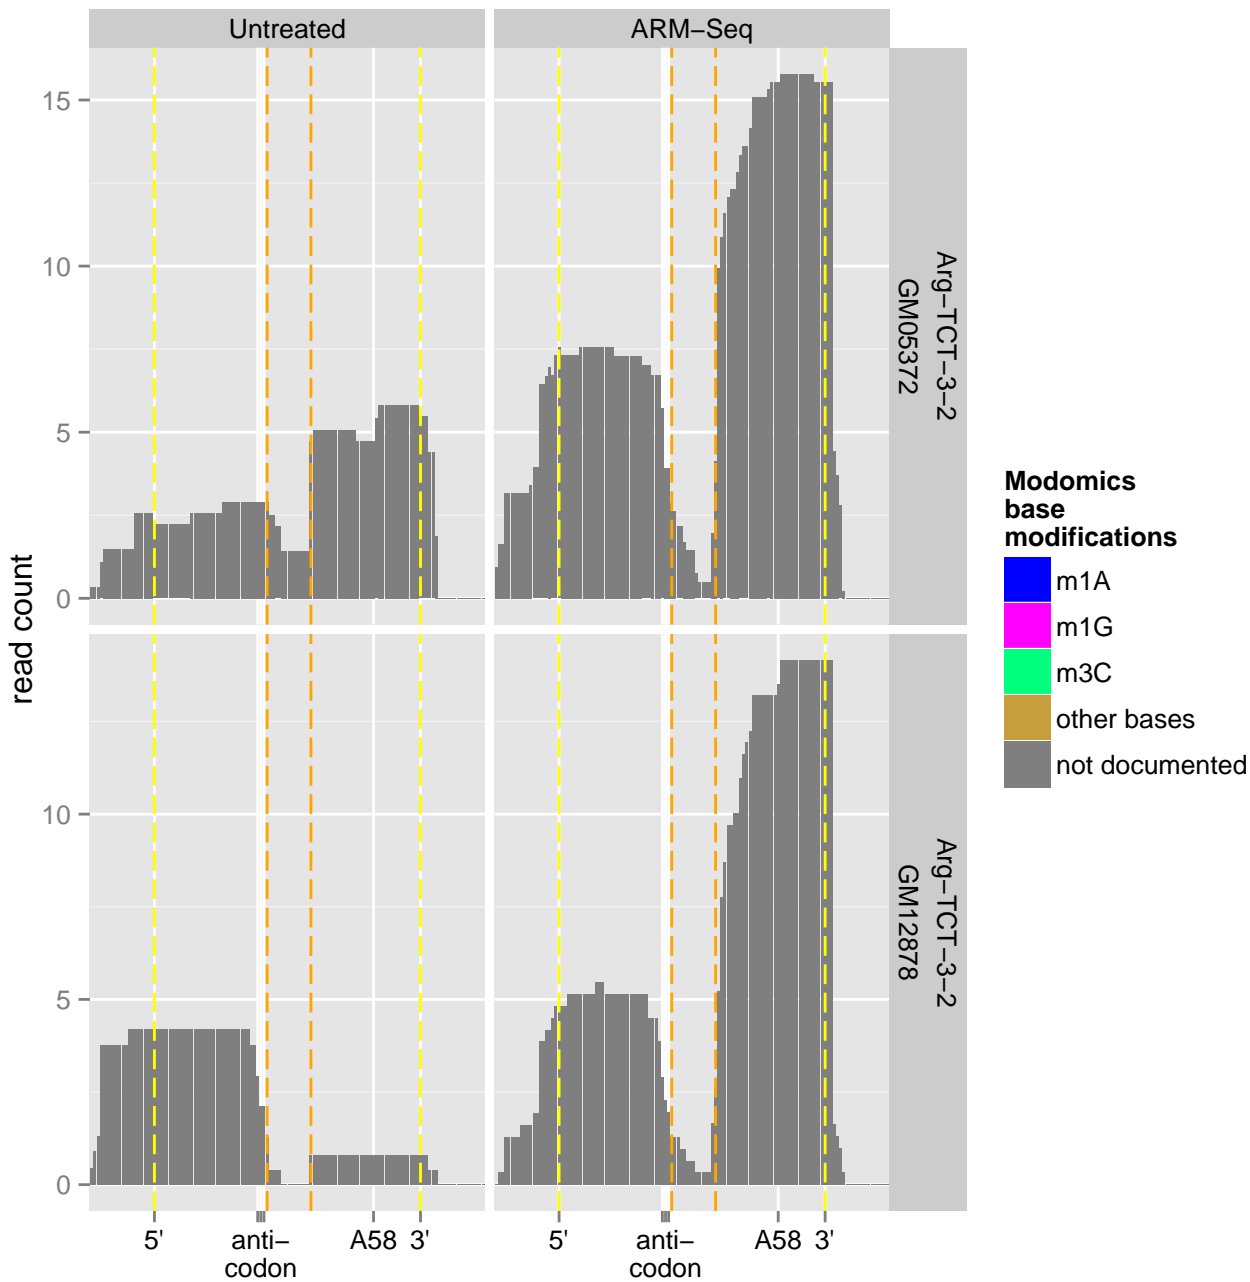 Untreated
ARM−Seq
15
10
5
0
Arg−TCT−3−2
GM05372
10
5
0
Arg−TCT−3−2
GM12878
read count
5'
anti−
codon
A58
3'
5'
anti−
codon
A58
3'
Modomics
base
modifications
m1A
m1G
m3C
other bases
not documented